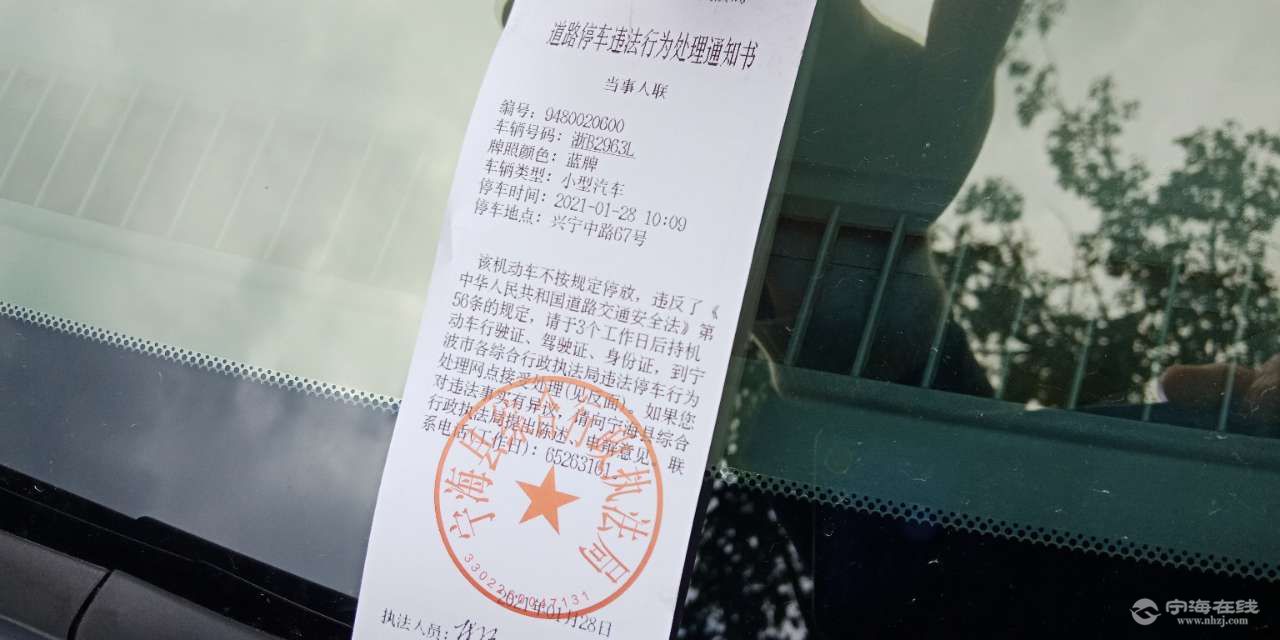 道路停车违法行为处理通知书
当事人联
编号: 9480020600
车辆号码: 浙B2963L
牌照颜色: 蓝牌
车辆类型: 小型汽车
停车时间: 2021-01-28 10:09
停车地点: 兴宁中路67号
该机动车不按规定停放, 违反了《
中华人民共和国道路交通安全法》第
56条的规定, 请于3个工作日后持机
动车行驶证、驾驶证、身份证, 到宁
波市各综合行政执法局违法停车行为
处理网点接受处理(见反面)。如果您
对违法事实有异议, 请向宁海县综合
行政执法局提出陈述、申辩意见。联
系电话(工作日): 65263161。
宁海县综合行政执法局
2021年01月28日
执法人员:
宁海在线
www.nhzj.com